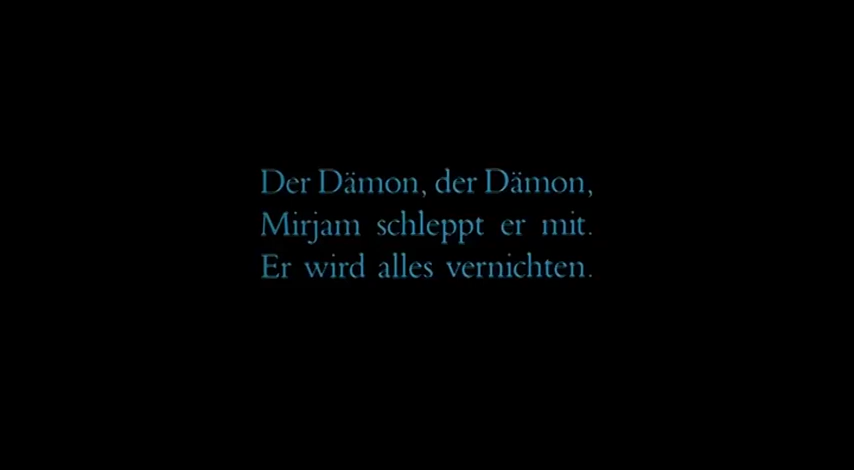 Der Dämon, der Dämon,
Mirjam schleppt er mit.
Er wird alles vernichten.